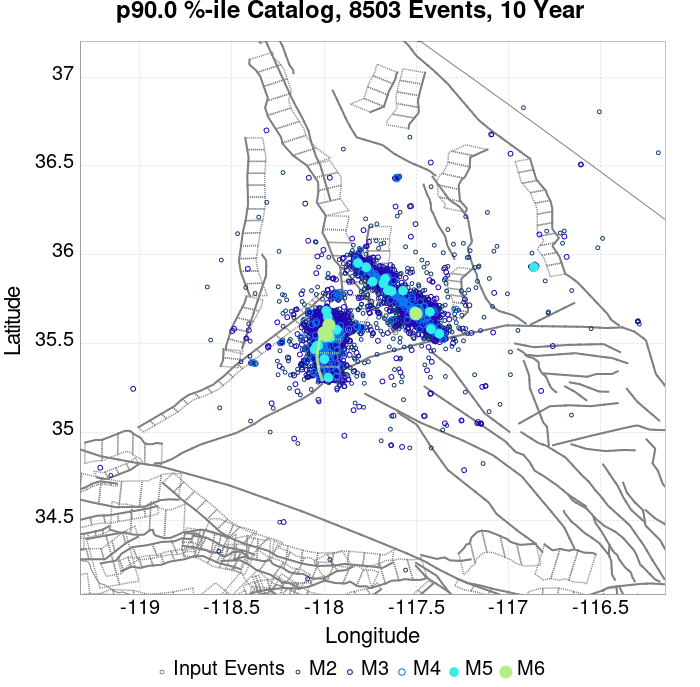 p90.0 %-ile Catalog, 8503 Events, 10 Year
37
36.5
36
35.5
35
34.5
Latitude
-119 -118.5 -118 -117.5 -117 -116.5
Longitude
Input Events M2 M3 M4 M5 M6